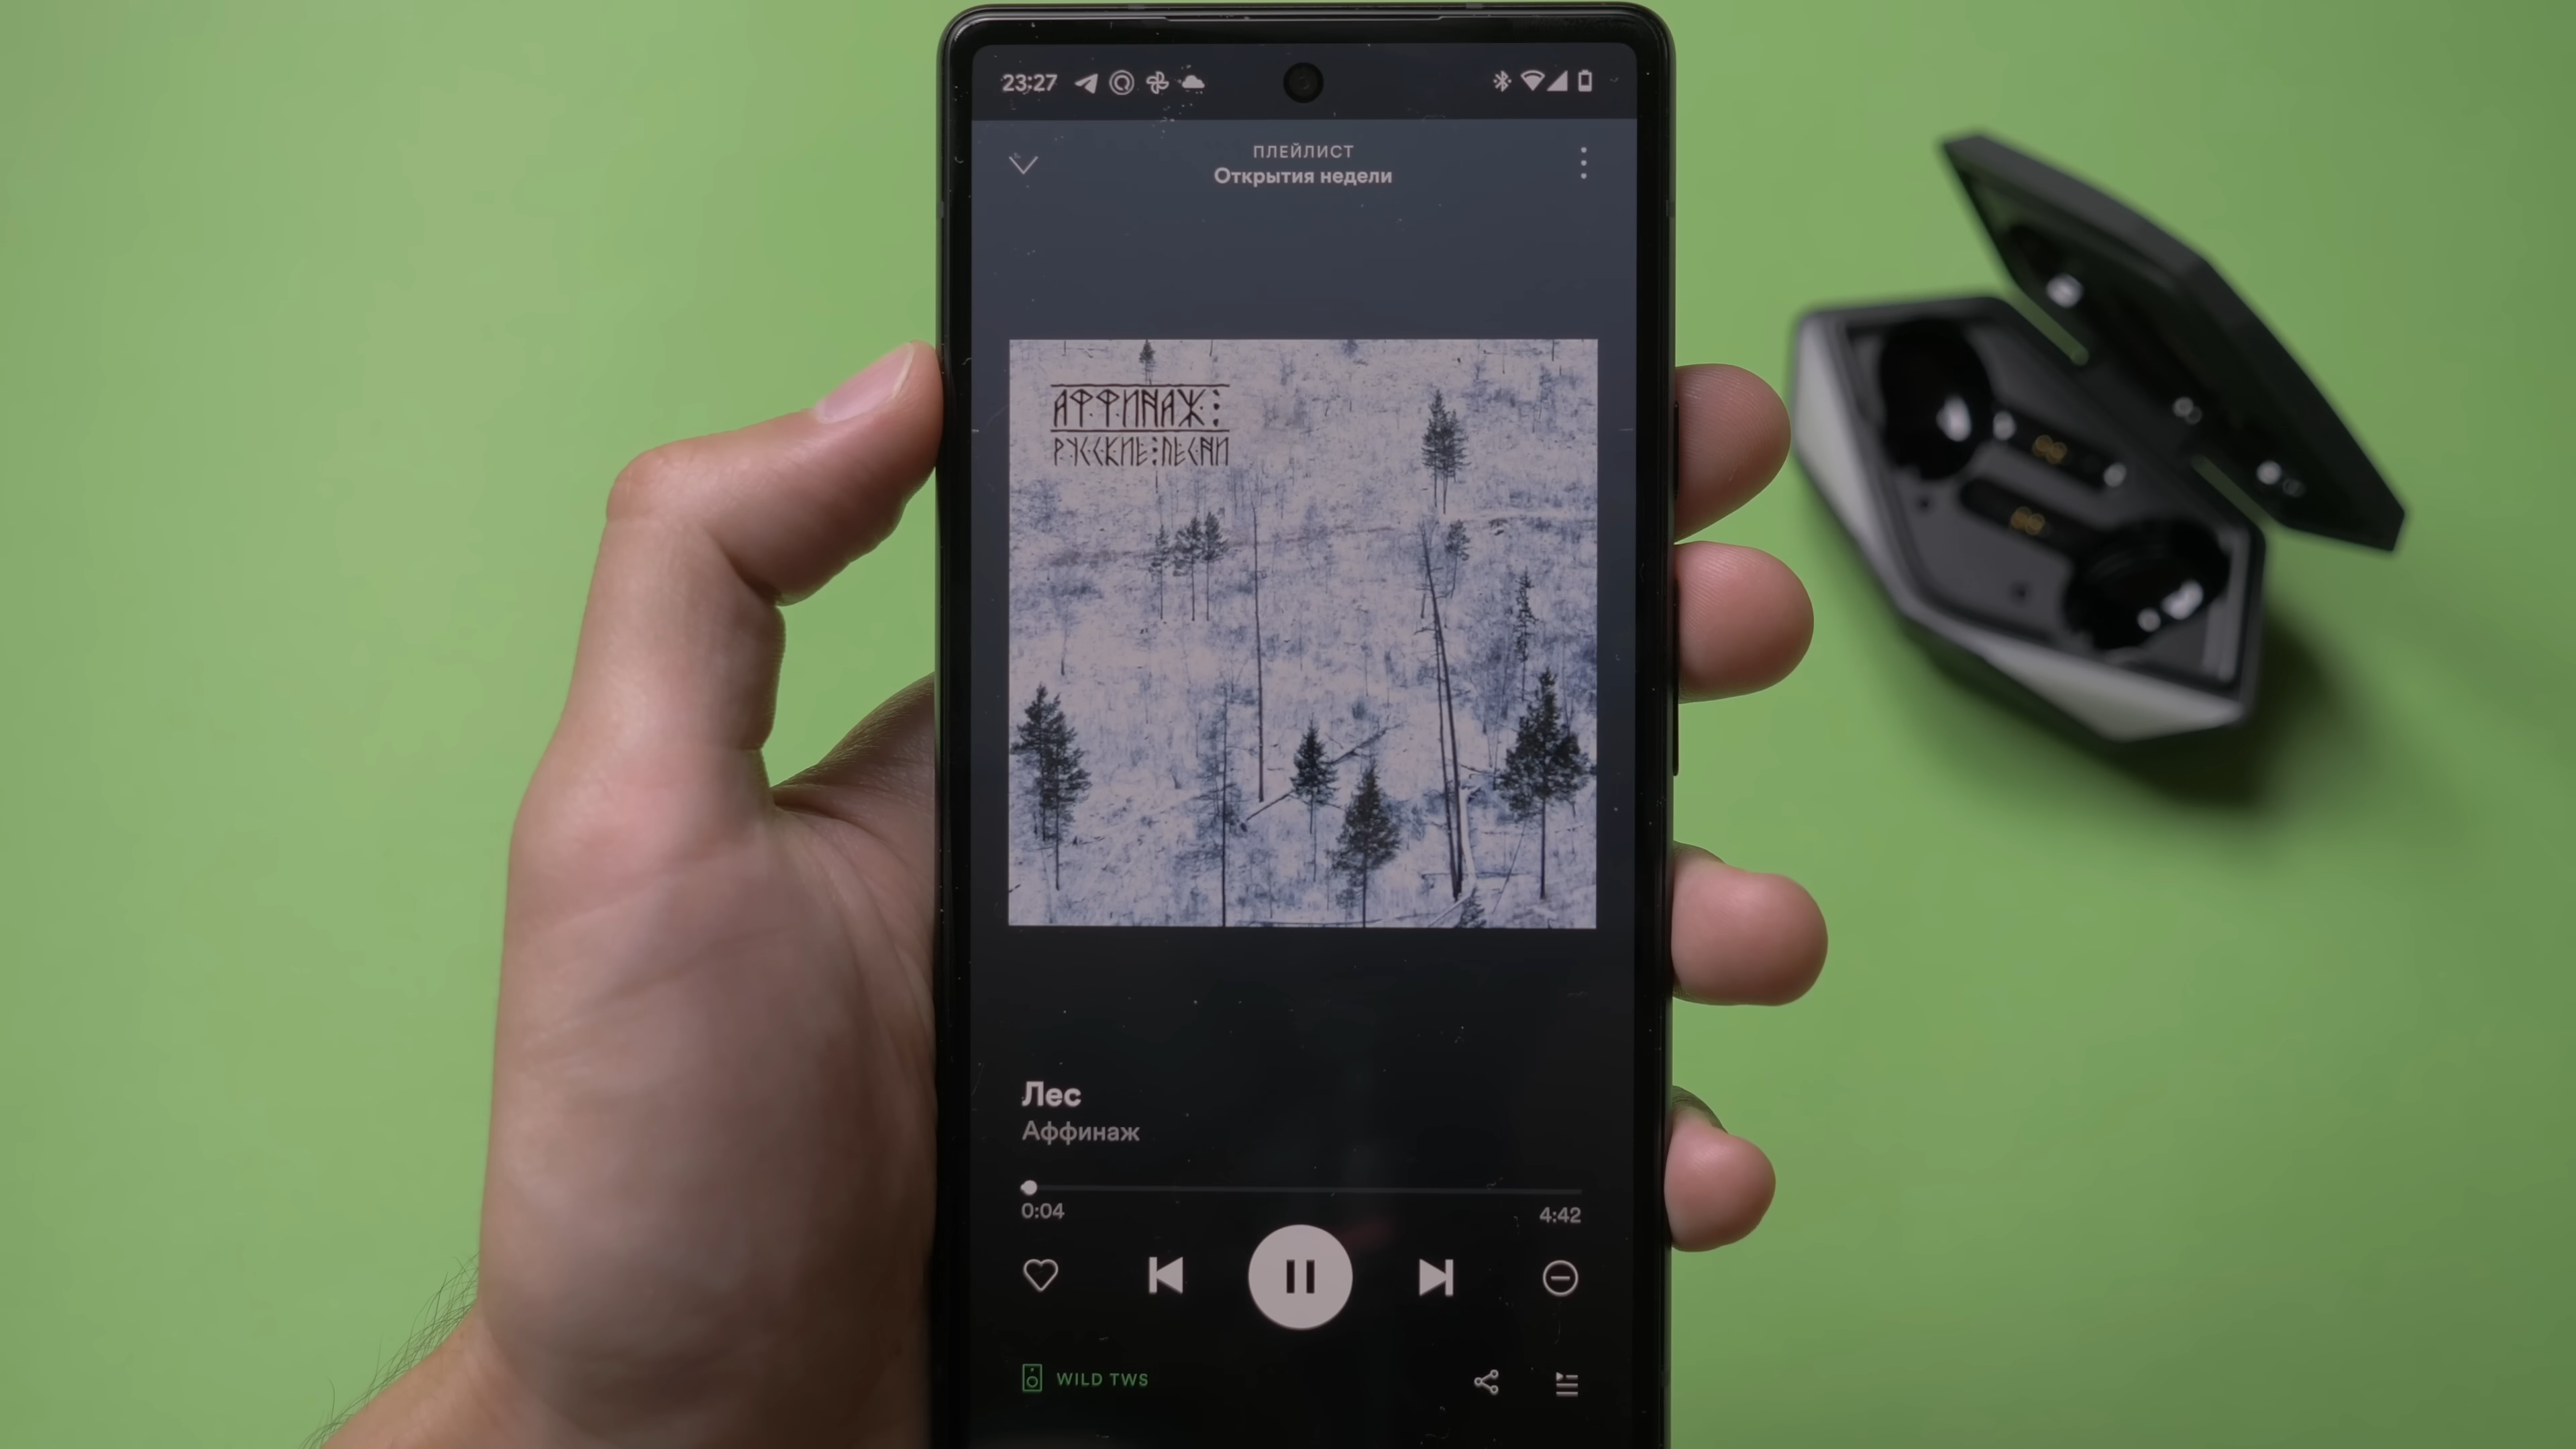 23:27
ПЛЕЙЛИСТ
Открытия недели
АФФИНАЖ:
РУССКИЕ:ПЕСНИ
Лес
Аффинаж
0:04
4:42
WILD TWS